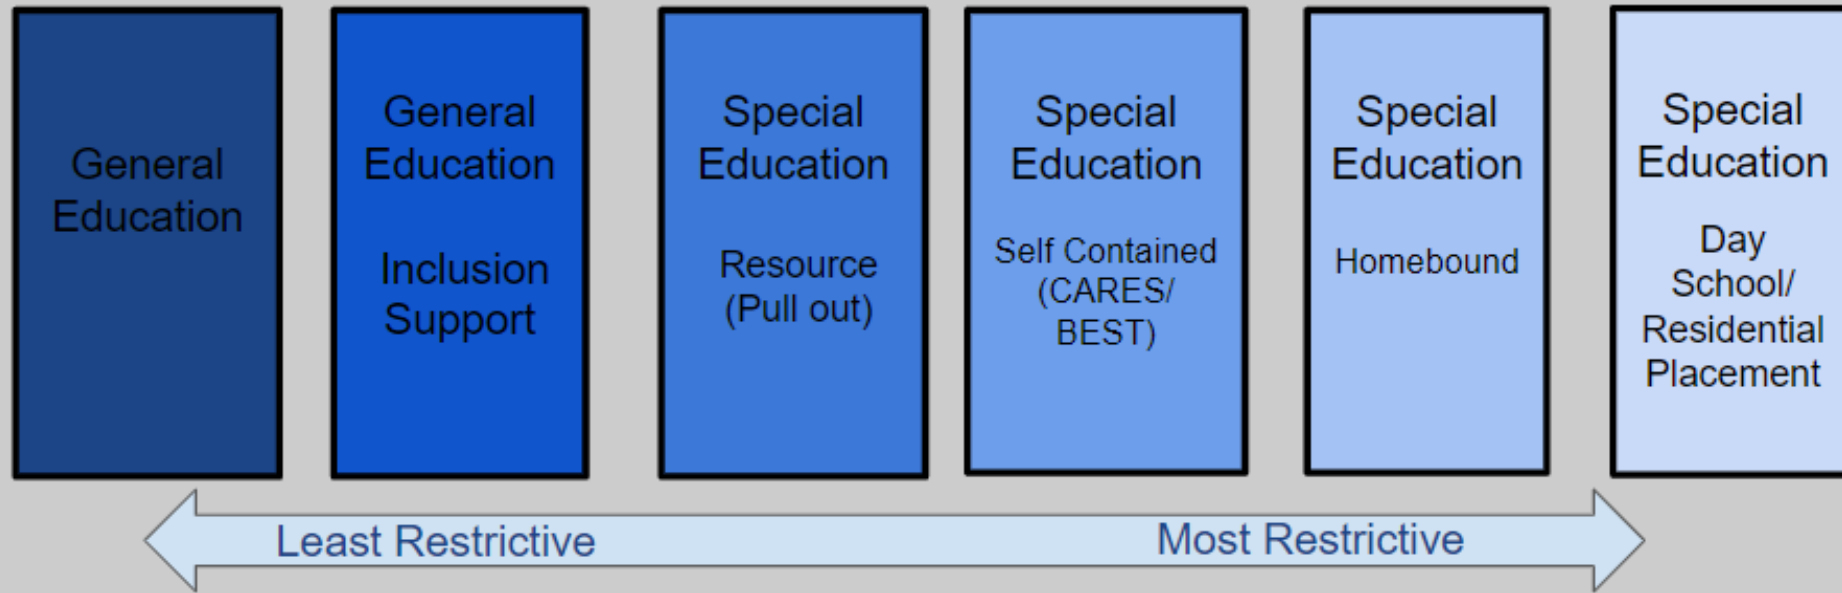 General
Education
General
Education
Inclusion
Support
Special
Education
Resource
(Pull out)
Special
Education
Self Contained
(CARES/
BEST)
Special
Education
Homebound
Special
Education
Day
School/
Residential
Placement
Least Restrictive
Most Restrictive